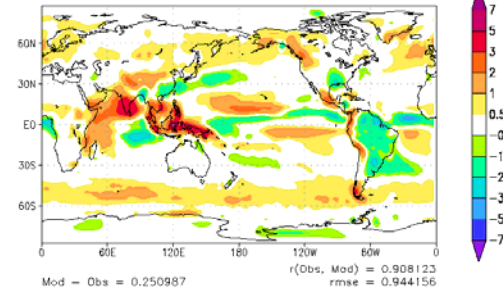 60N
30N
EQ
30S
60S
0 60E 120E 180 120W 60W 0
7
5
3
2
1
0.5
-0
-1
-2
-3
-5
-7
r(Obs, Mod) = 0.908123
Mod - Obs = 0.250987 rmse = 0.944156